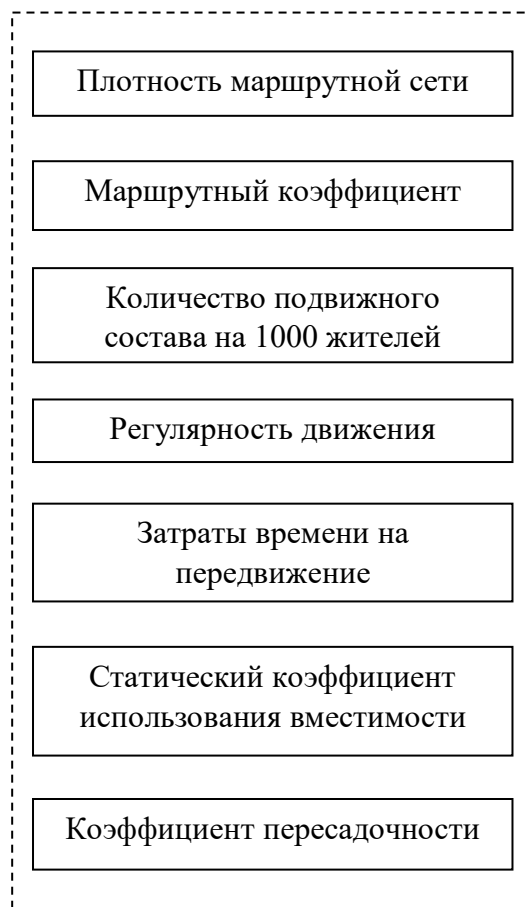 Плотность маршрутной сети
Маршрутный коэффициент
Количество подвижного
состава на 1000 жителей
Регулярность движения
Затраты времени на
передвижение
Статический коэффициент
использования вместимости
Коэффициент пересадочности